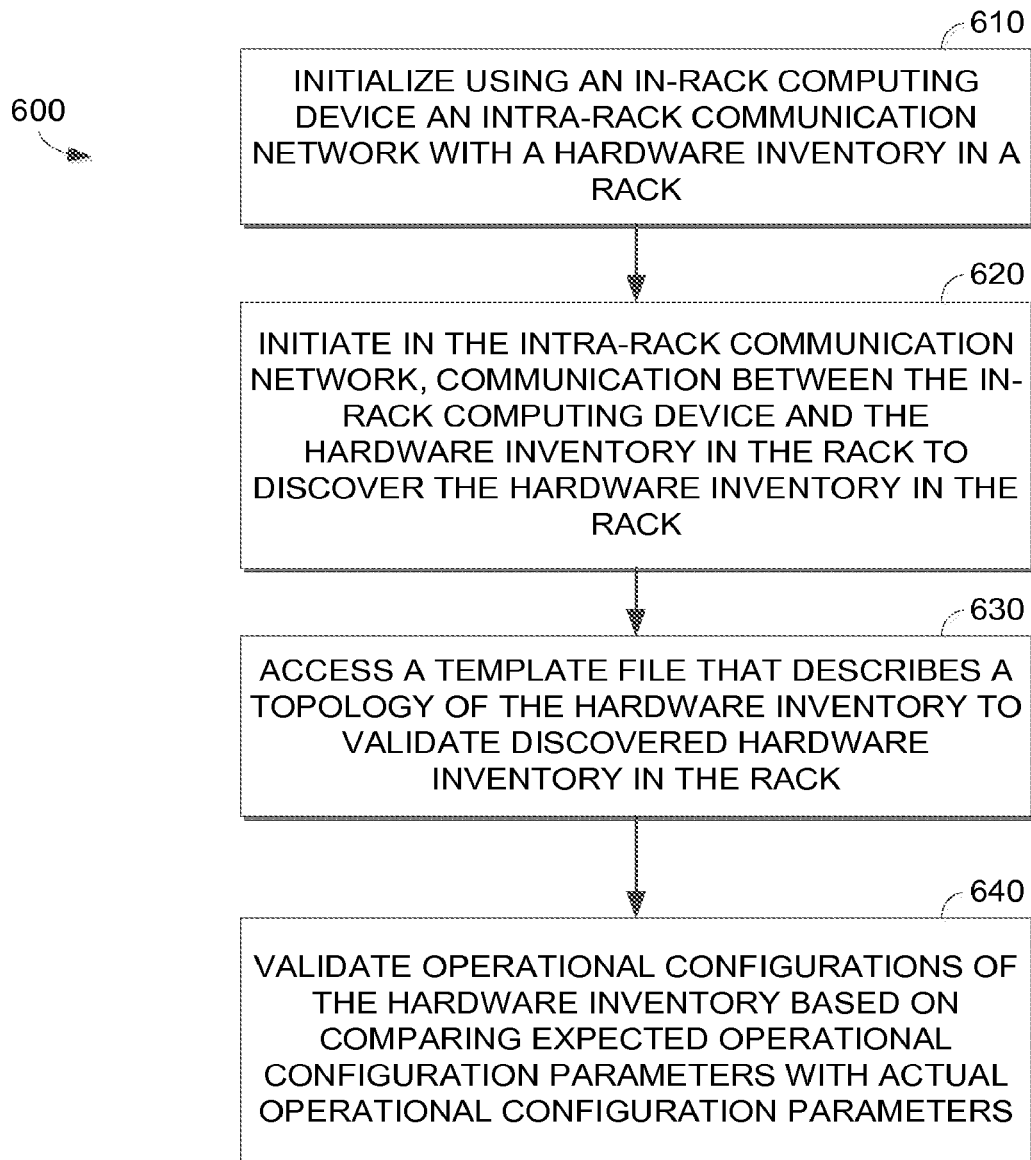 600
610
INITIALIZE USING AN IN-RACK COMPUTING
DEVICE AN INTRA-RACK COMMUNICATION
NETWORK WITH A HARDWARE INVENTORY IN A
RACK
620
INITIATE IN THE INTRA-RACK COMMUNICATION
NETWORK, COMMUNICATION BETWEEN THE IN-
RACK COMPUTING DEVICE AND THE
HARDWARE INVENTORY IN THE RACK TO
DISCOVER THE HARDWARE INVENTORY IN THE
RACK
630
ACCESS A TEMPLATE FILE THAT DESCRIBES A
TOPOLOGY OF THE HARDWARE INVENTORY TO
VALIDATE DISCOVERED HARDWARE
INVENTORY IN THE RACK
640
VALIDATE OPERATIONAL CONFIGURATIONS OF
THE HARDWARE INVENTORY BASED ON
COMPARING EXPECTED OPERATIONAL
CONFIGURATION PARAMETERS WITH ACTUAL
OPERATIONAL CONFIGURATION PARAMETERS